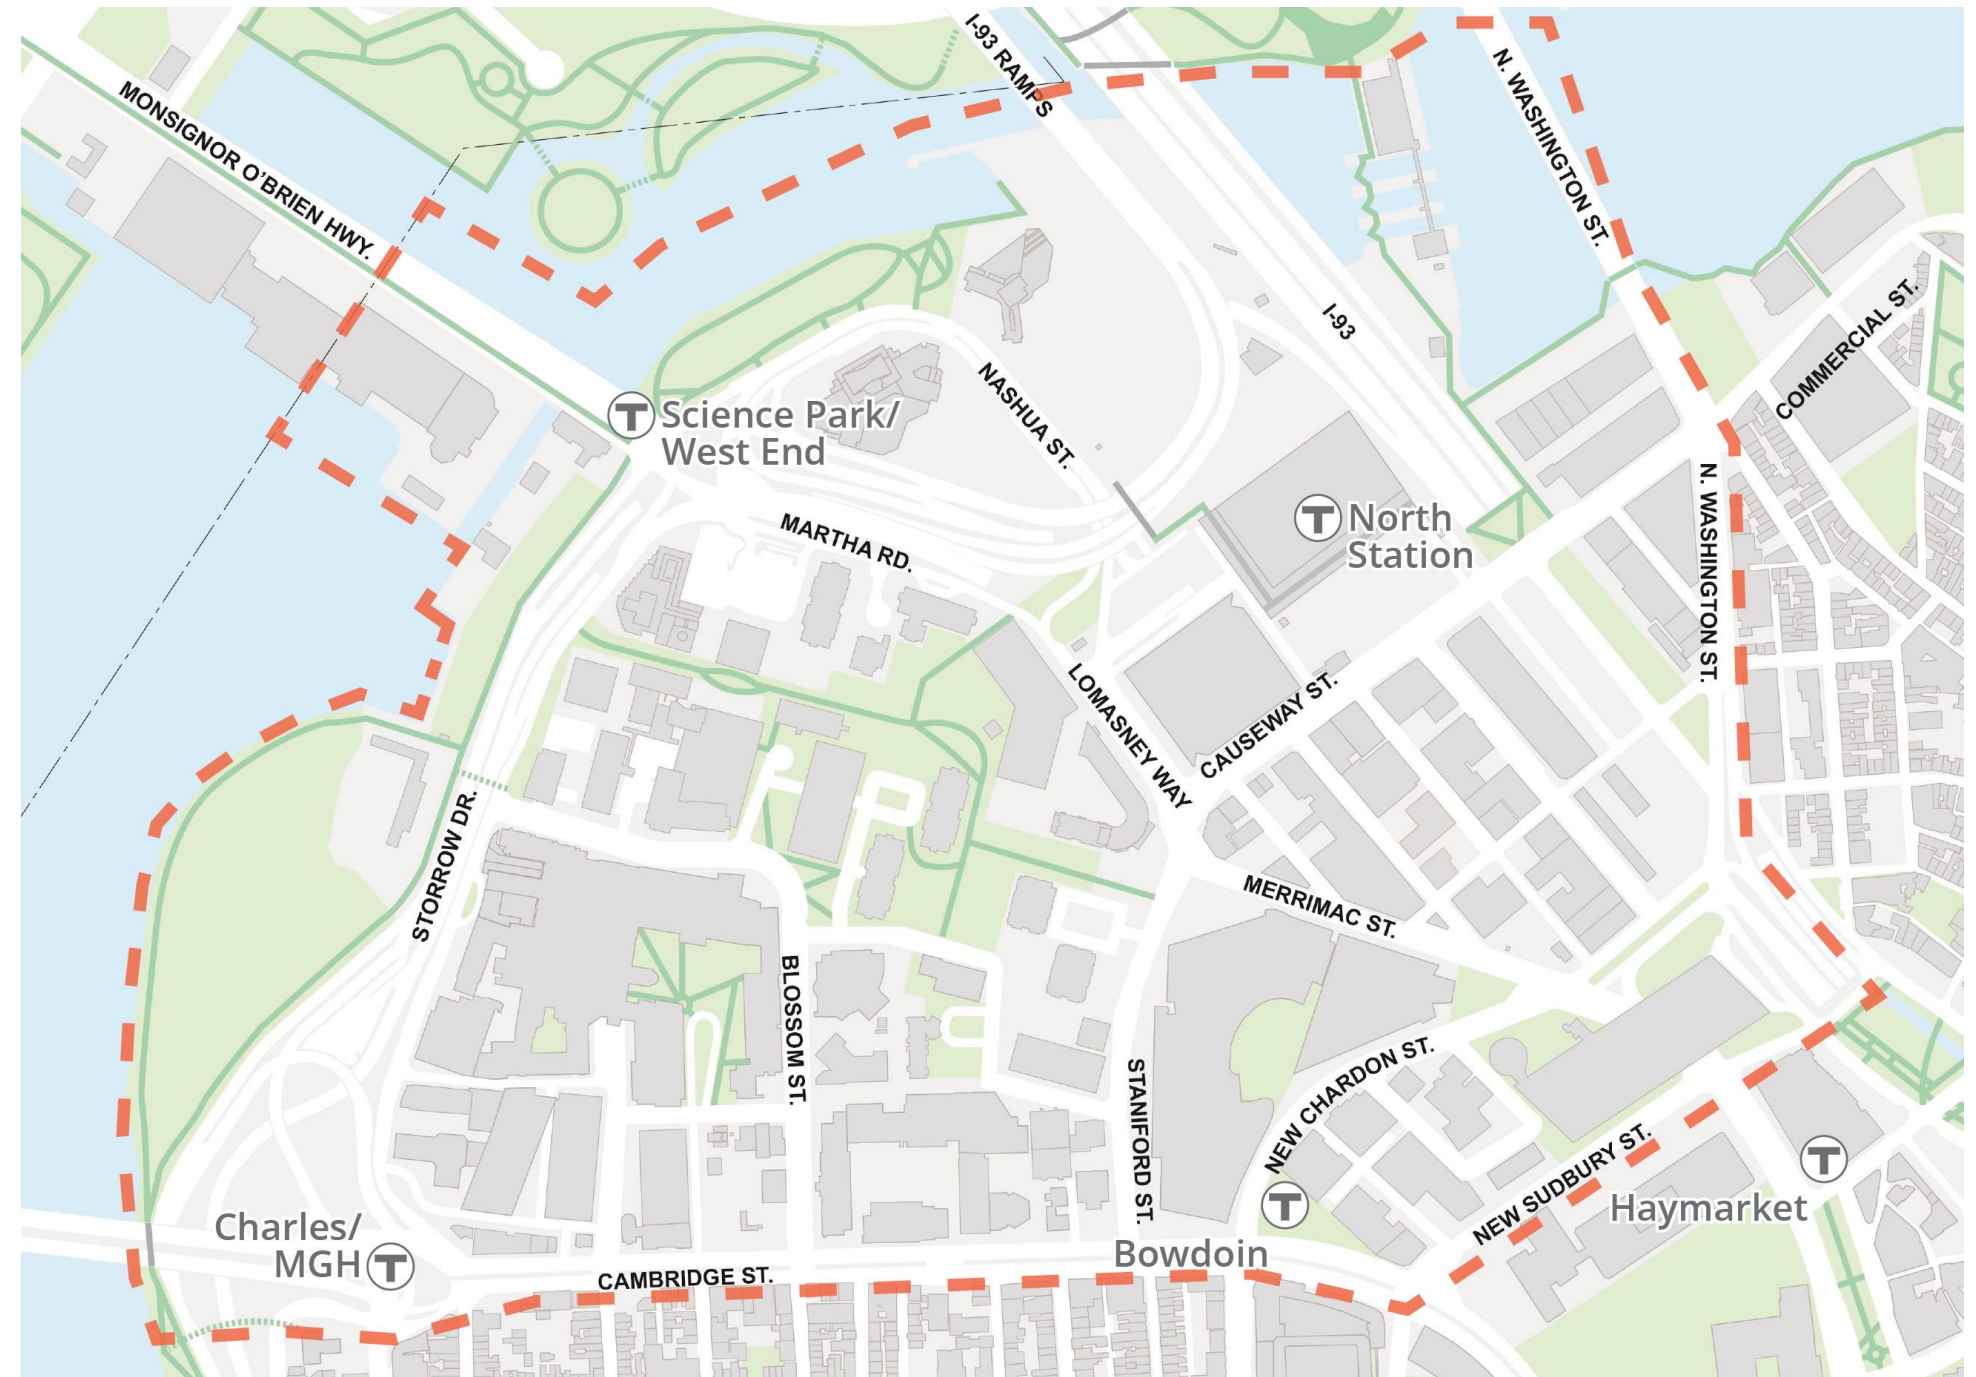 I-93 RAMPS
N. WASHINGTON ST.
MONSIGNOR O'BRIEN HWY.
I-93
COMMERCIAL ST.
NASHUA ST.
T
Science Park/
West End
N. WASHINGTON ST.
T
North
Station
MARTHA RD.
LOMASNEY WAY
CAUSEWAY ST.
STORROW DR.
MERRIMAC ST.
BLOSSOM ST.
NEW CHARDON ST.
STANIFORD ST.
NEW SUDBURY ST.
T
Haymarket
T
Bowdoin
Charles/
MGH
T
CAMBRIDGE ST.